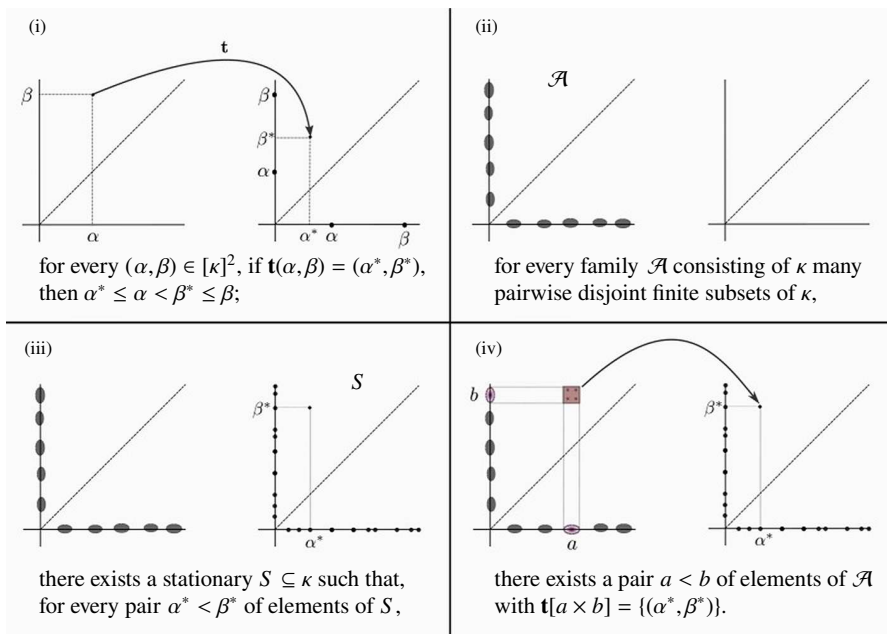 (i)
t
β
β
β*
α
α
α* α
β
for every (α, β) ∈ [κ]², if t(α, β) = (α*, β*),
then α* ≤ α < β* ≤ β;
(ii)
𝒜
for every family 𝒜 consisting of κ many
pairwise disjoint finite subsets of κ,
(iii)
S
β*
α*
there exists a stationary S ⊆ κ such that,
for every pair α* < β* of elements of S,
(iv)
b
β*
α*
a
there exists a pair a < b of elements of 𝒜
with t[a × b] = {(α*, β*)}.